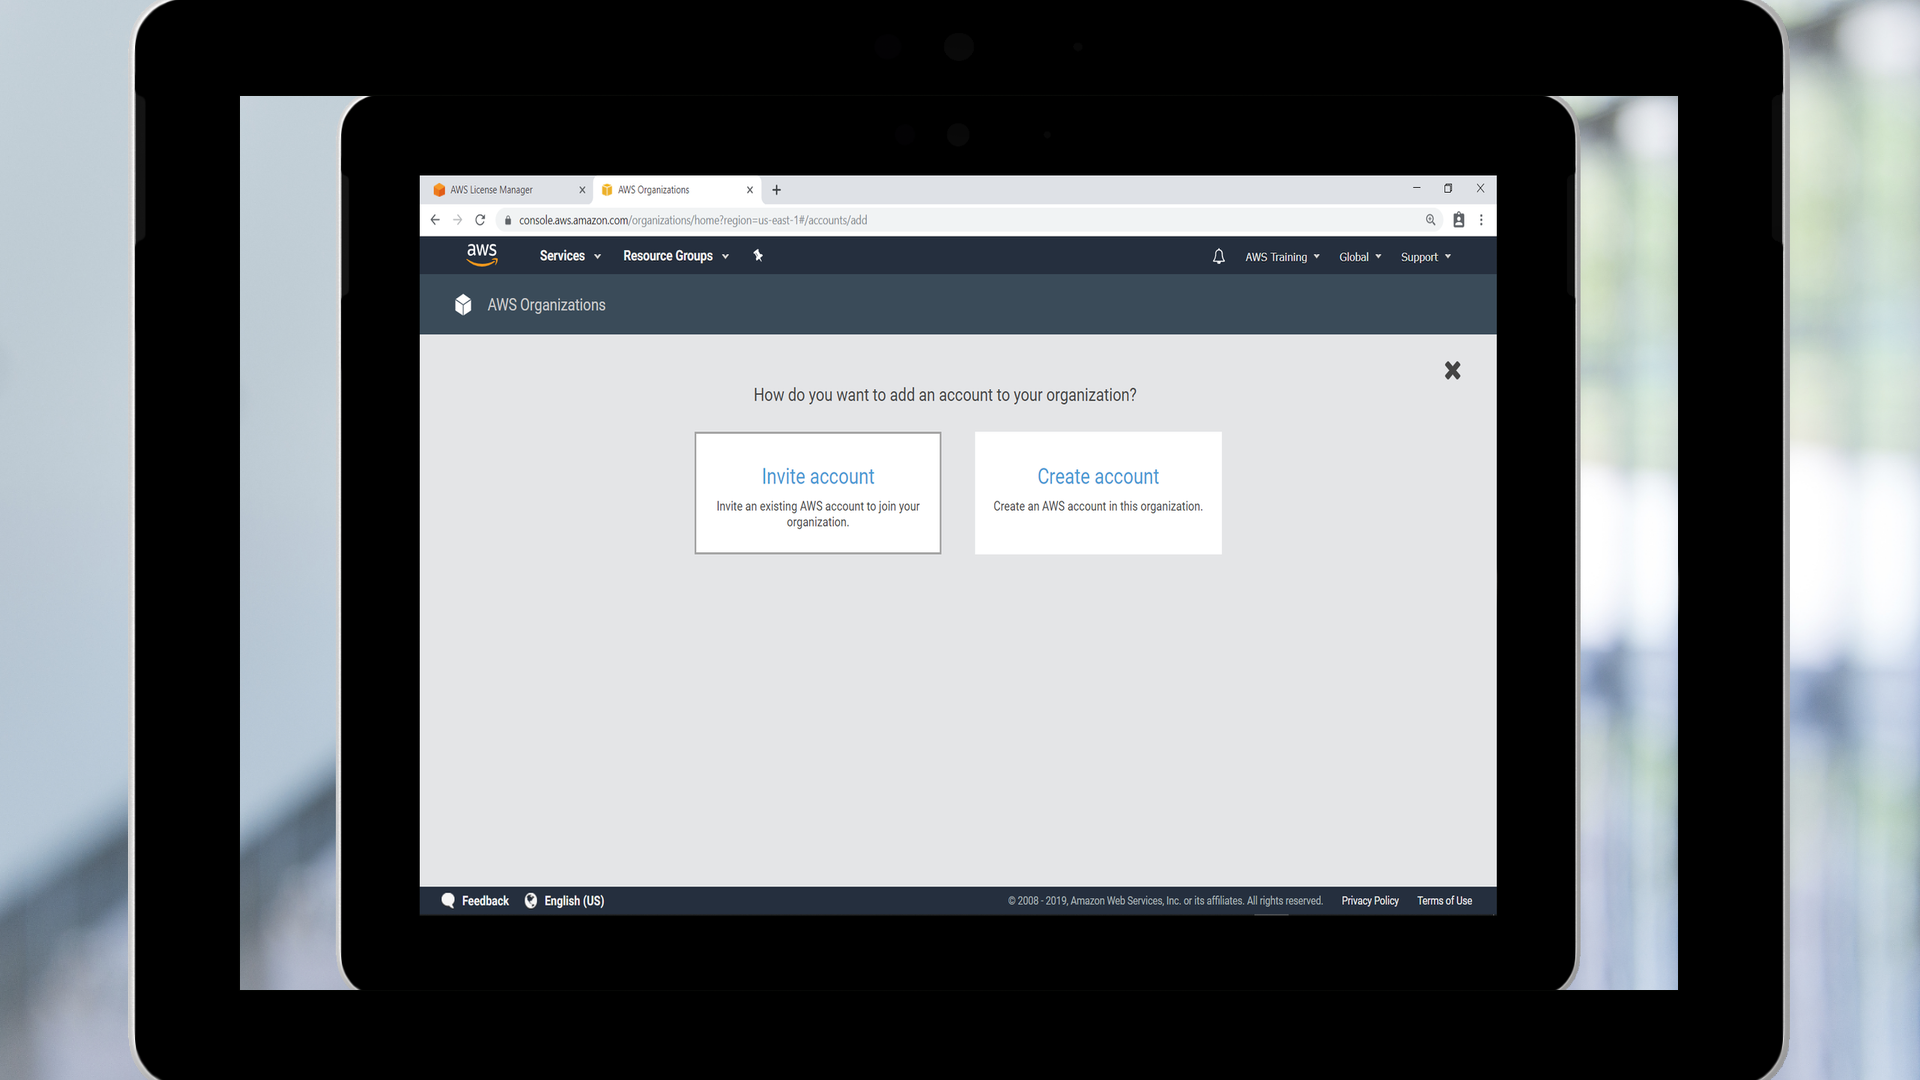 AWS License Manager
AWS Organizations
console.aws.amazon.com/organizations/home?region=us-east-1#/accounts/add
aws
Services
Resource Groups
AWS Training
Global
Support
AWS Organizations
How do you want to add an account to your organization?
Invite account
Invite an existing AWS account to join your
organization.
Create account
Create an AWS account in this organization.
Feedback
English (US)
© 2008 - 2019, Amazon Web Services, Inc. or its affiliates. All rights reserved.
Privacy Policy
Terms of Use